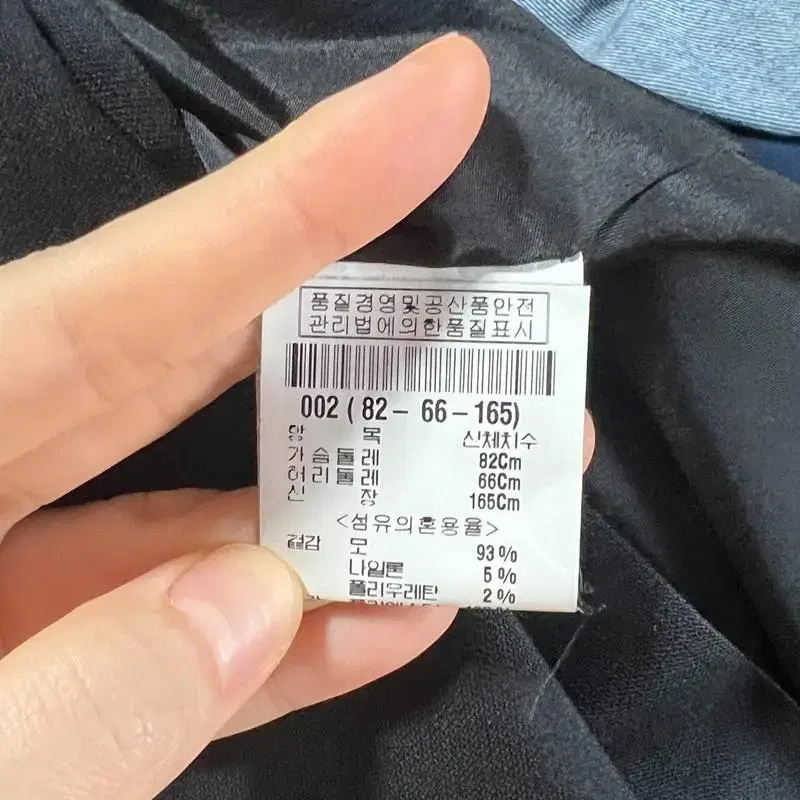 품질경영및공산품안전
관리법에의한품질표시
002 ( 82 - 66 - 165)
항 목 신체치수
가슴둘레 82Cm
허리둘레 66Cm
신 장 165Cm
<섬유의혼용율>
겉감 모 93%
나일론 5%
폴리우레탄 2%